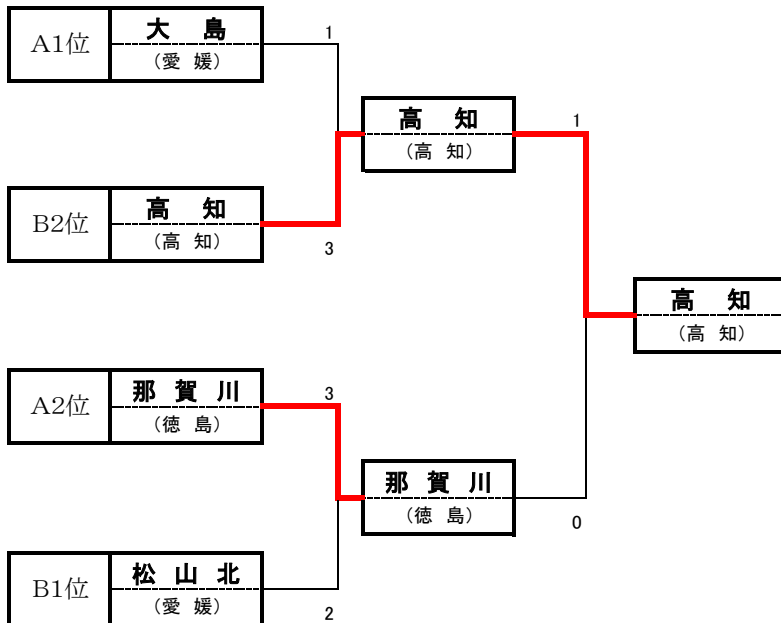 A1位
大 島
(愛 媛)
1
高 知
(高 知)
1
B2位
高 知
(高 知)
3
高 知
(高 知)
A2位
那 賀 川
(徳 島)
3
那 賀 川
(徳 島)
0
B1位
松 山 北
(愛 媛)
2